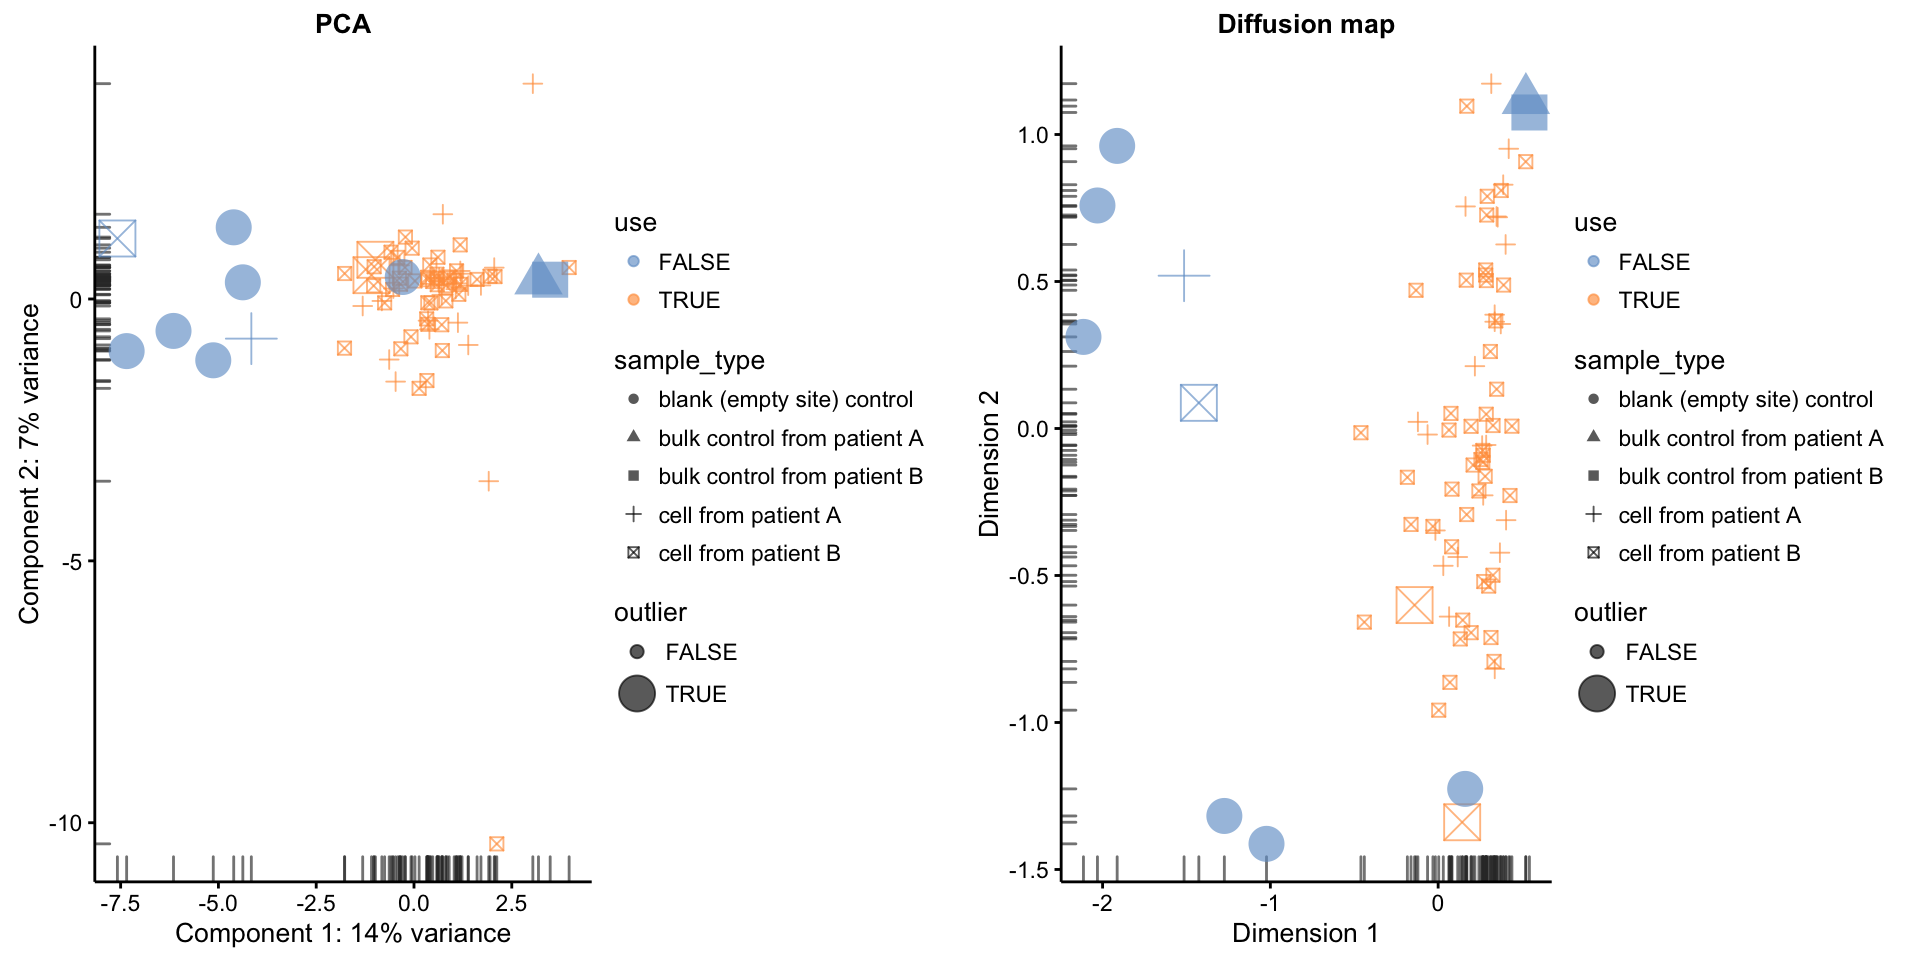 PCA
Component 2: 7% variance
0
-5
-10
-7.5 -5.0 -2.5 0.0 2.5
Component 1: 14% variance
use
FALSE
TRUE
sample_type
blank (empty site) control
bulk control from patient A
bulk control from patient B
cell from patient A
cell from patient B
outlier
FALSE
TRUE
Diffusion map
Dimension 2
1.0
0.5
0.0
-0.5
-1.0
-1.5
-2 -1 0
Dimension 1
use
FALSE
TRUE
sample_type
blank (empty site) control
bulk control from patient A
bulk control from patient B
cell from patient A
cell from patient B
outlier
FALSE
TRUE